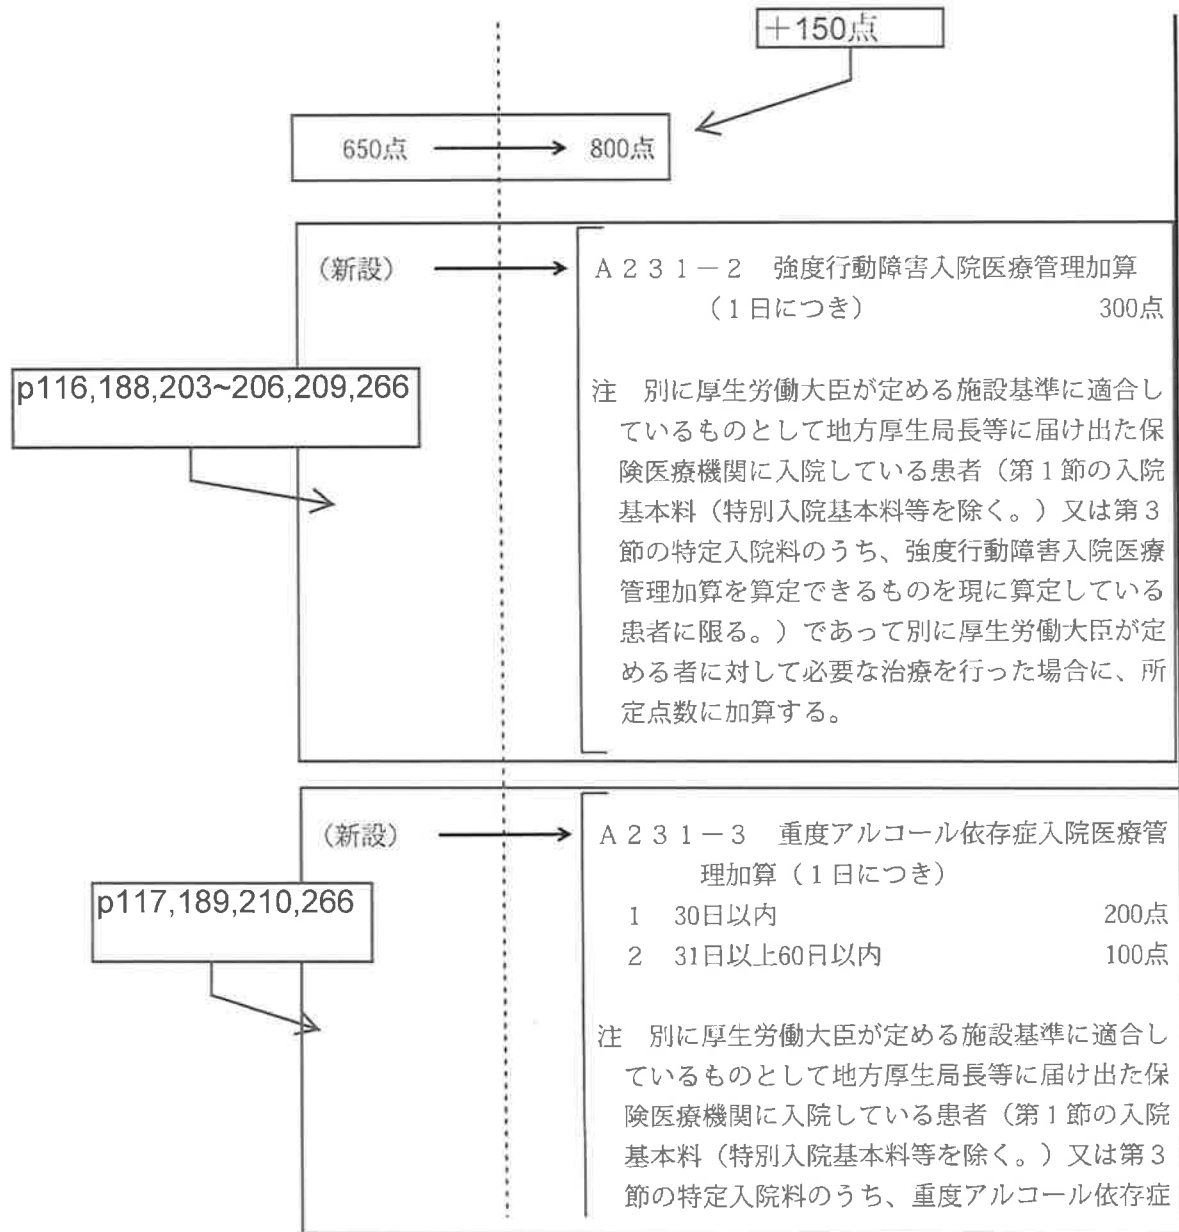 ＋150点
650点 → 800点
（新設） → A231－2 強度行動障害入院医療管理加算
（1日につき） 300点
p116,188,203~206,209,266
注 別に厚生労働大臣が定める施設基準に適合し
ているものとして地方厚生局長等に届け出た保
険医療機関に入院している患者（第1節の入院
基本料（特別入院基本料等を除く。）又は第3
節の特定入院料のうち、強度行動障害入院医療
管理加算を算定できるものを現に算定している
患者に限る。）であって別に厚生労働大臣が定
める者に対して必要な治療を行った場合に、所
定点数に加算する。
（新設） → A231－3 重度アルコール依存症入院医療管
理加算（1日につき）
p117,189,210,266
1 30日以内 200点
2 31日以上60日以内 100点
注 別に厚生労働大臣が定める施設基準に適合し
ているものとして地方厚生局長等に届け出た保
険医療機関に入院している患者（第1節の入院
基本料（特別入院基本料等を除く。）又は第3
節の特定入院料のうち、重度アルコール依存症